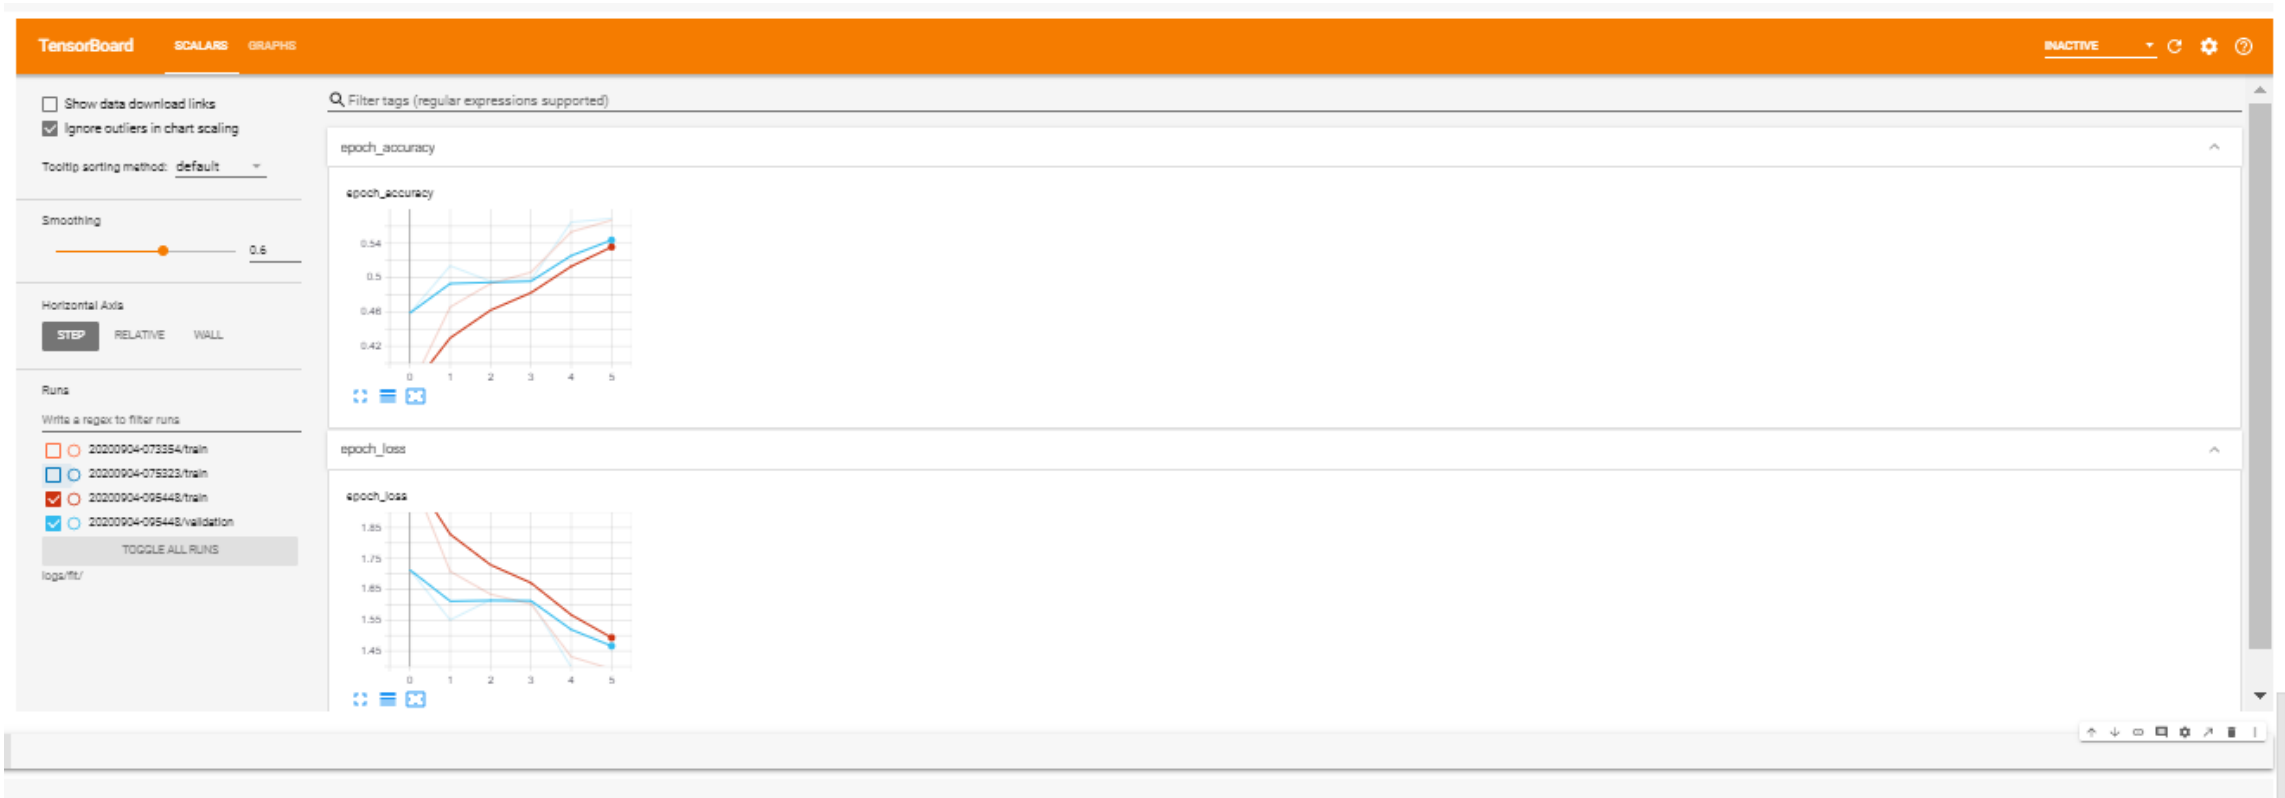 TensorBoard SCALARS GRAPHS INACTIVE
Show data download links
Ignore outliers in chart scaling
Tooltip sorting method: default
Smoothing
0.6
Horizontal Axis
STEP RELATIVE WALL
Runs
Write a regex to filter runs
20200904-073354/train
20200904-075323/train
20200904-095448/train
20200904-095448/validation
TOGGLE ALL RUNS
logs/fit/
Filter tags (regular expressions supported)
epoch_accuracy
epoch_accuracy
0.54
0.5
0.46
0.42
0 1 2 3 4 5
epoch_loss
epoch_loss
1.85
1.75
1.65
1.55
1.45
0 1 2 3 4 5